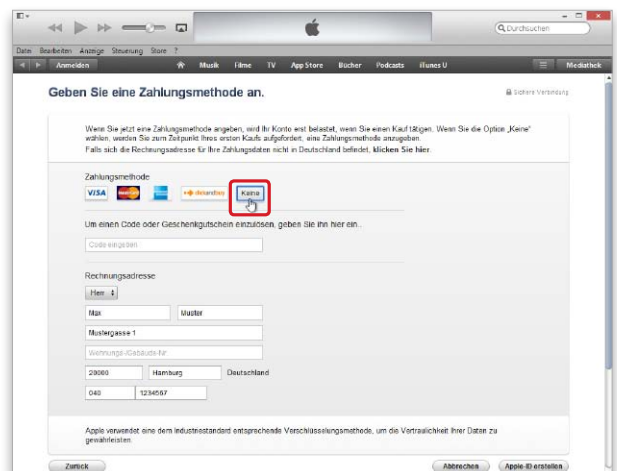 Durchsuchen
Datei Bearbeiten Anzeige Steuerung Store ?
Anmelden Musik Filme TV App Store Bücher Podcasts iTunes U Mediathek
Geben Sie eine Zahlungsmethode an.
Sichere Verbindung
Wenn Sie jetzt eine Zahlungsmethode angeben, wird Ihr Konto erst belastet, wenn Sie einen Kauf tätigen. Wenn Sie die Option „Keine“
wählen, werden Sie zum Zeitpunkt Ihres ersten Kaufs aufgefordert, eine Zahlungsmethode anzugeben.
Falls sich die Rechnungsadresse für Ihre Zahlungsdaten nicht in Deutschland befindet, klicken Sie hier.
Zahlungsmethode
VISA MasterCard clickandbuy Keine
Um einen Code oder Geschenkgutschein einzulösen, geben Sie ihn hier ein..
Code eingeben
Rechnungsadresse
Herr
Max Muster
Mustergasse 1
Wohnungs-/Gebäude-Nr.
20000 Hamburg Deutschland
040 1234567
Apple verwendet eine dem Industriestandard entsprechende Verschlüsselungsmethode, um die Vertraulichkeit Ihrer Daten zu
gewährleisten.
Zurück Abbrechen Apple-ID erstellen